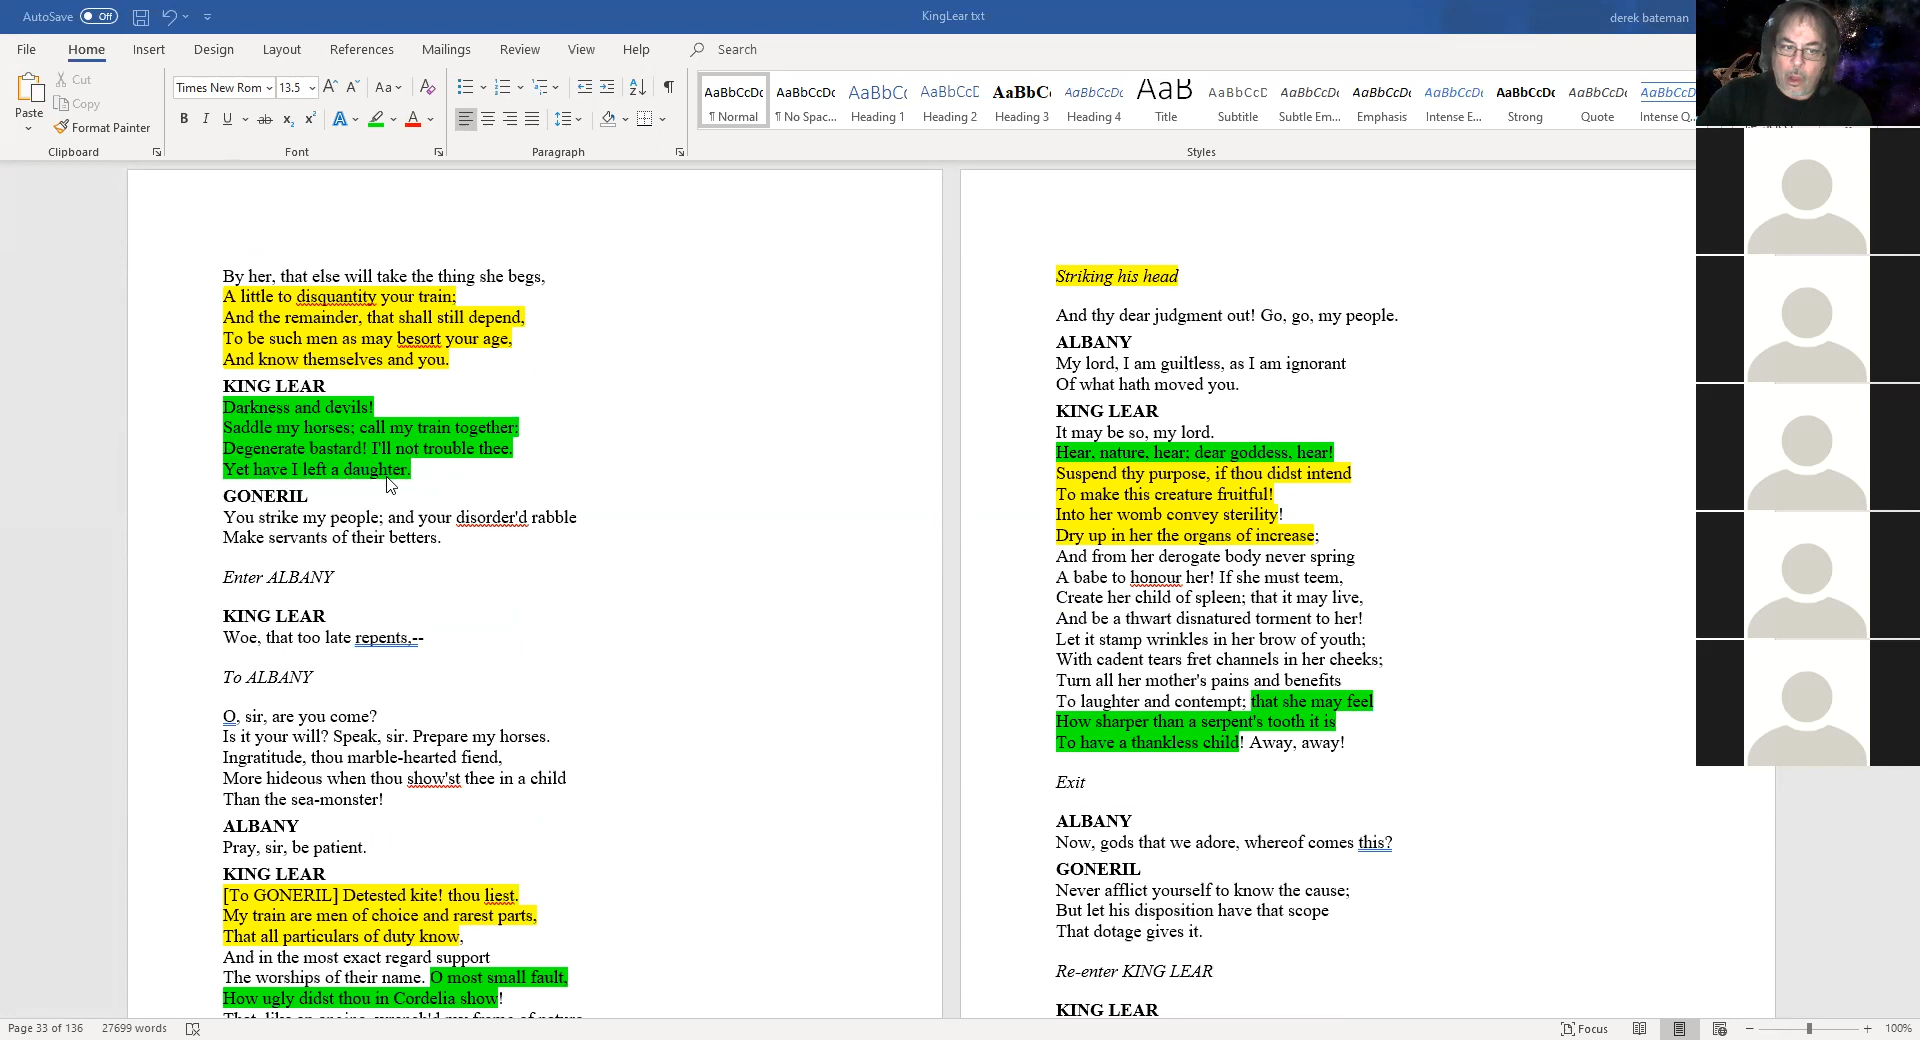 AutoSave Off
KingLear txt
derek bateman
File Home Insert Design Layout References Mailings Review View Help Search
Paste
Cut
Copy
Format Painter
Clipboard
Times New Rom 13.5
Font
Paragraph
AaBbCcDc AaBbCcDc AaBbC AaBbCcD AaBbC AaBbCcDc AaB AaBbCcD AaBbCcDc AaBbCcDc AaBbCcDc AaBbCcDc AaBbCcDc AaBbCcDc
¶ Normal ¶ No Spac... Heading 1 Heading 2 Heading 3 Heading 4 Title Subtitle Subtle Em... Emphasis Intense E... Strong Quote Intense Q...
Styles
By her, that else will take the thing she begs,
A little to disquantity your train;
And the remainder, that shall still depend,
To be such men as may besort your age,
And know themselves and you.
KING LEAR
Darkness and devils!
Saddle my horses; call my train together:
Degenerate bastard! I'll not trouble thee.
Yet have I left a daughter.
GONERIL
You strike my people; and your disorder'd rabble
Make servants of their betters.
Enter ALBANY
KING LEAR
Woe, that too late repents,--
To ALBANY
O, sir, are you come?
Is it your will? Speak, sir. Prepare my horses.
Ingratitude, thou marble-hearted fiend,
More hideous when thou show'st thee in a child
Than the sea-monster!
ALBANY
Pray, sir, be patient.
KING LEAR
[To GONERIL] Detested kite! thou liest.
My train are men of choice and rarest parts,
That all particulars of duty know,
And in the most exact regard support
The worships of their name. O most small fault,
How ugly didst thou in Cordelia show!
Striking his head
And thy dear judgment out! Go, go, my people.
ALBANY
My lord, I am guiltless, as I am ignorant
Of what hath moved you.
KING LEAR
It may be so, my lord.
Hear, nature, hear; dear goddess, hear!
Suspend thy purpose, if thou didst intend
To make this creature fruitful!
Into her womb convey sterility!
Dry up in her the organs of increase;
And from her derogate body never spring
A babe to honour her! If she must teem,
Create her child of spleen; that it may live,
And be a thwart disnatured torment to her!
Let it stamp wrinkles in her brow of youth;
With cadent tears fret channels in her cheeks;
Turn all her mother's pains and benefits
To laughter and contempt; that she may feel
How sharper than a serpent's tooth it is
To have a thankless child! Away, away!
Exit
ALBANY
Now, gods that we adore, whereof comes this?
GONERIL
Never afflict yourself to know the cause;
But let his disposition have that scope
That dotage gives it.
Re-enter KING LEAR
KING LEAR
Page 33 of 136 27699 words
Focus
100%